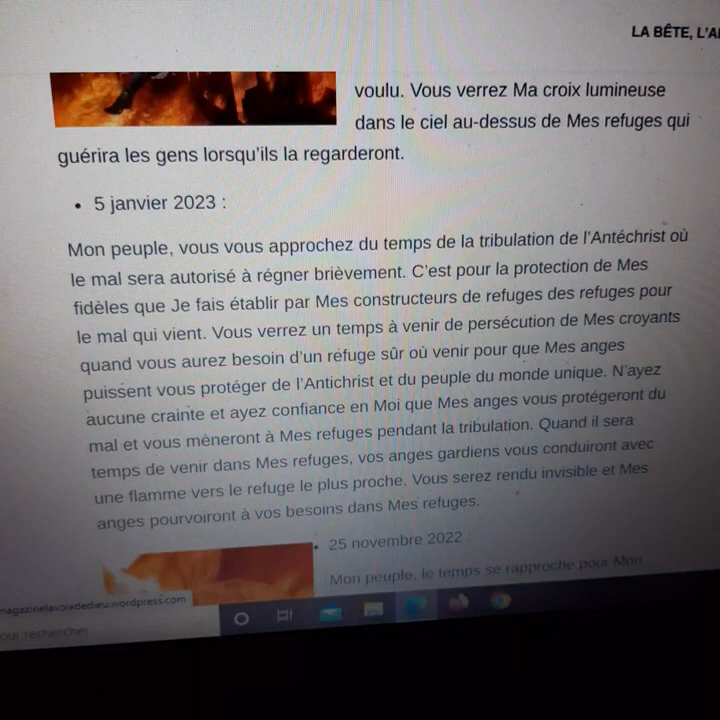 LA BÊTE, L'A
voulu. Vous verrez Ma croix lumineuse
dans le ciel au-dessus de Mes refuges qui
guérira les gens lorsqu'ils la regarderont.
• 5 janvier 2023 :
Mon peuple, vous vous approchez du temps de la tribulation de l'Antéchrist où
le mal sera autorisé à régner brièvement. C'est pour la protection de Mes
fidèles que Je fais établir par Mes constructeurs de refuges des refuges pour
le mal qui vient. Vous verrez un temps à venir de persécution de Mes croyants
quand vous aurez besoin d'un refuge sûr où venir pour que Mes anges
puissent vous protéger de l'Antichrist et du peuple du monde unique. N'ayez
aucune crainte et ayez confiance en Moi que Mes anges vous protégeront du
mal et vous mèneront à Mes refuges pendant la tribulation. Quand il sera
temps de venir dans Mes refuges, vos anges gardiens vous conduiront avec
une flamme vers le refuge le plus proche. Vous serez rendu invisible et Mes
anges pourvoiront à vos besoins dans Mes refuges.
• 25 novembre 2022 :
Mon peuple, le temps se rapproche pour Mon
magazinelavoixdedieu.wordpress.com
our rechercher